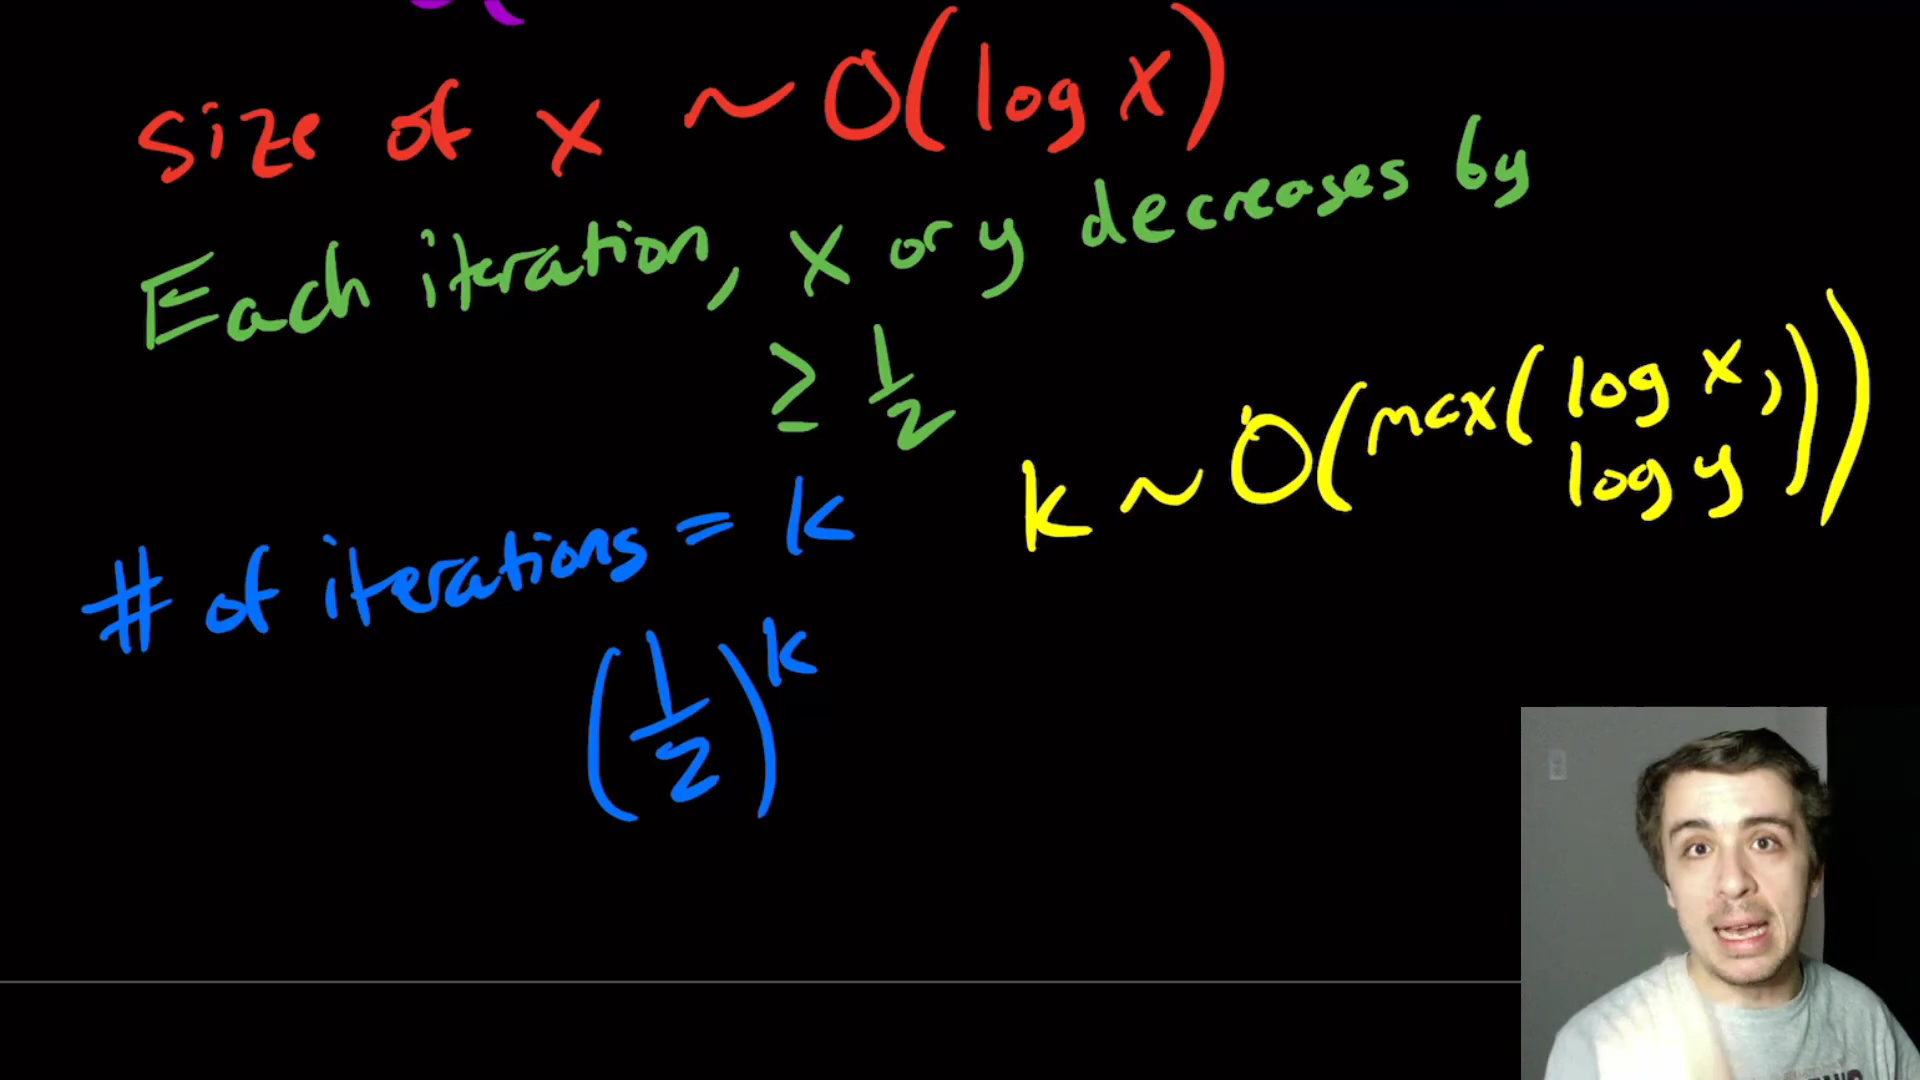 size of x ~ O(log x)
Each iteration, x or y decreases by
≥ 1/2
k ~ O(max(log x,
log y))
# of iterations = k
(1/2)^k